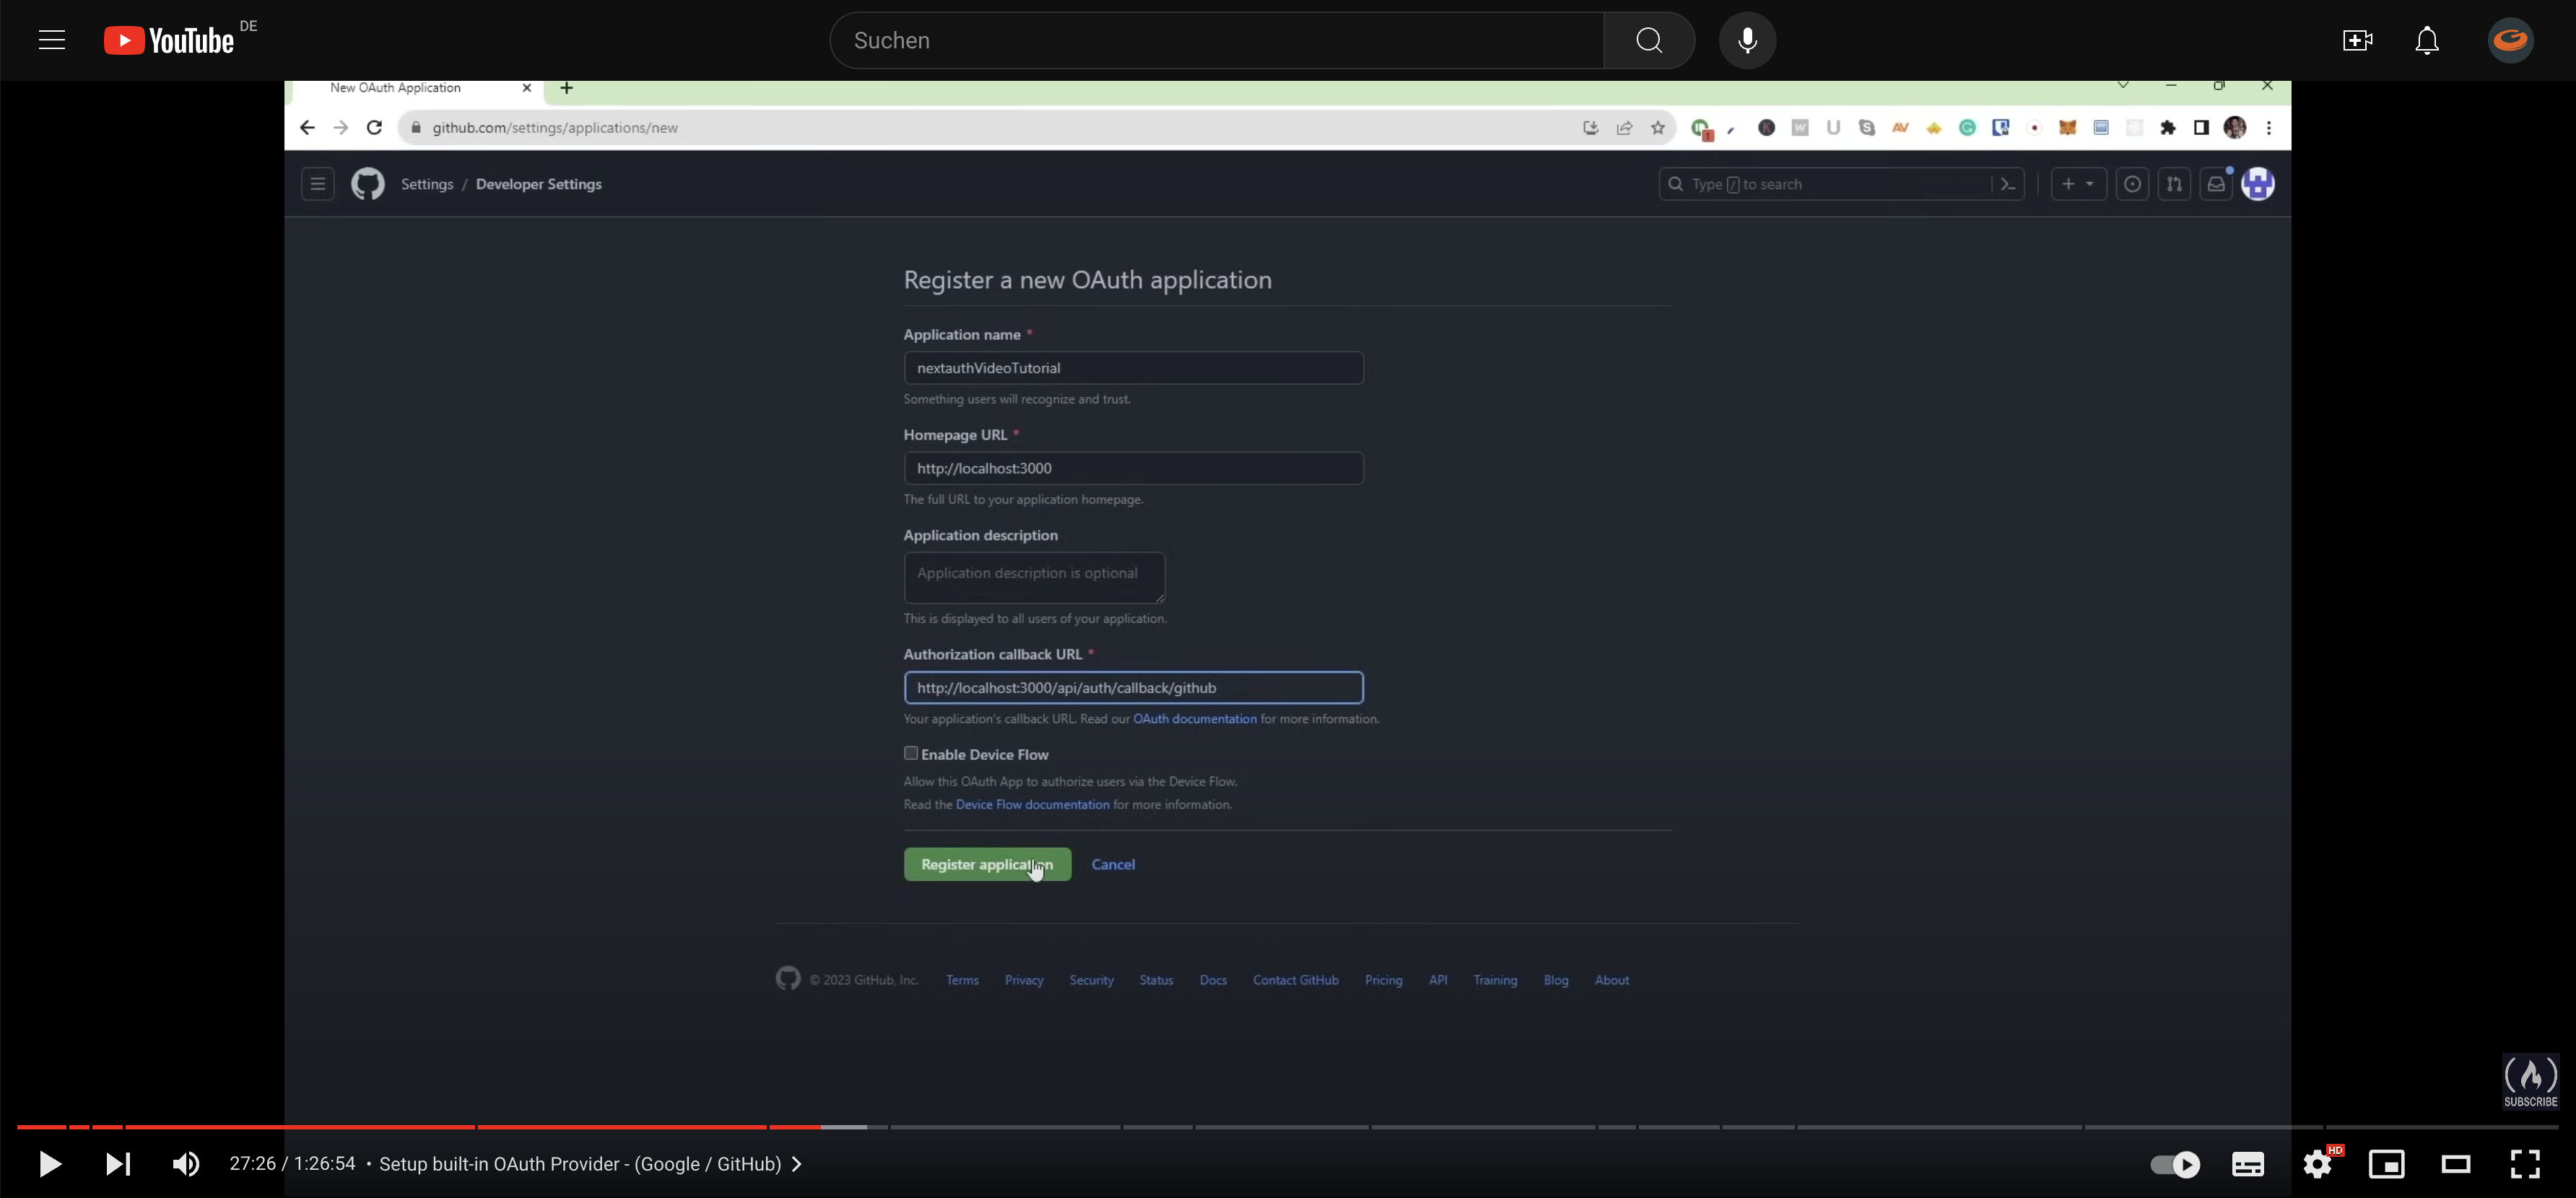 YouTube DE
Suchen
New OAuth Application
github.com/settings/applications/new
Settings / Developer Settings
Type / to search
Register a new OAuth application
Application name *
nextauthVideoTutorial
Something users will recognize and trust.
Homepage URL *
http://localhost:3000
The full URL to your application homepage.
Application description
Application description is optional
This is displayed to all users of your application.
Authorization callback URL *
http://localhost:3000/api/auth/callback/github
Your application's callback URL. Read our OAuth documentation for more information.
Enable Device Flow
Allow this OAuth App to authorize users via the Device Flow.
Read the Device Flow documentation for more information.
Register application Cancel
© 2023 GitHub, Inc. Terms Privacy Security Status Docs Contact GitHub Pricing API Training Blog About
SUBSCRIBE
27:26 / 1:26:54 • Setup built-in OAuth Provider - (Google / GitHub)
HD